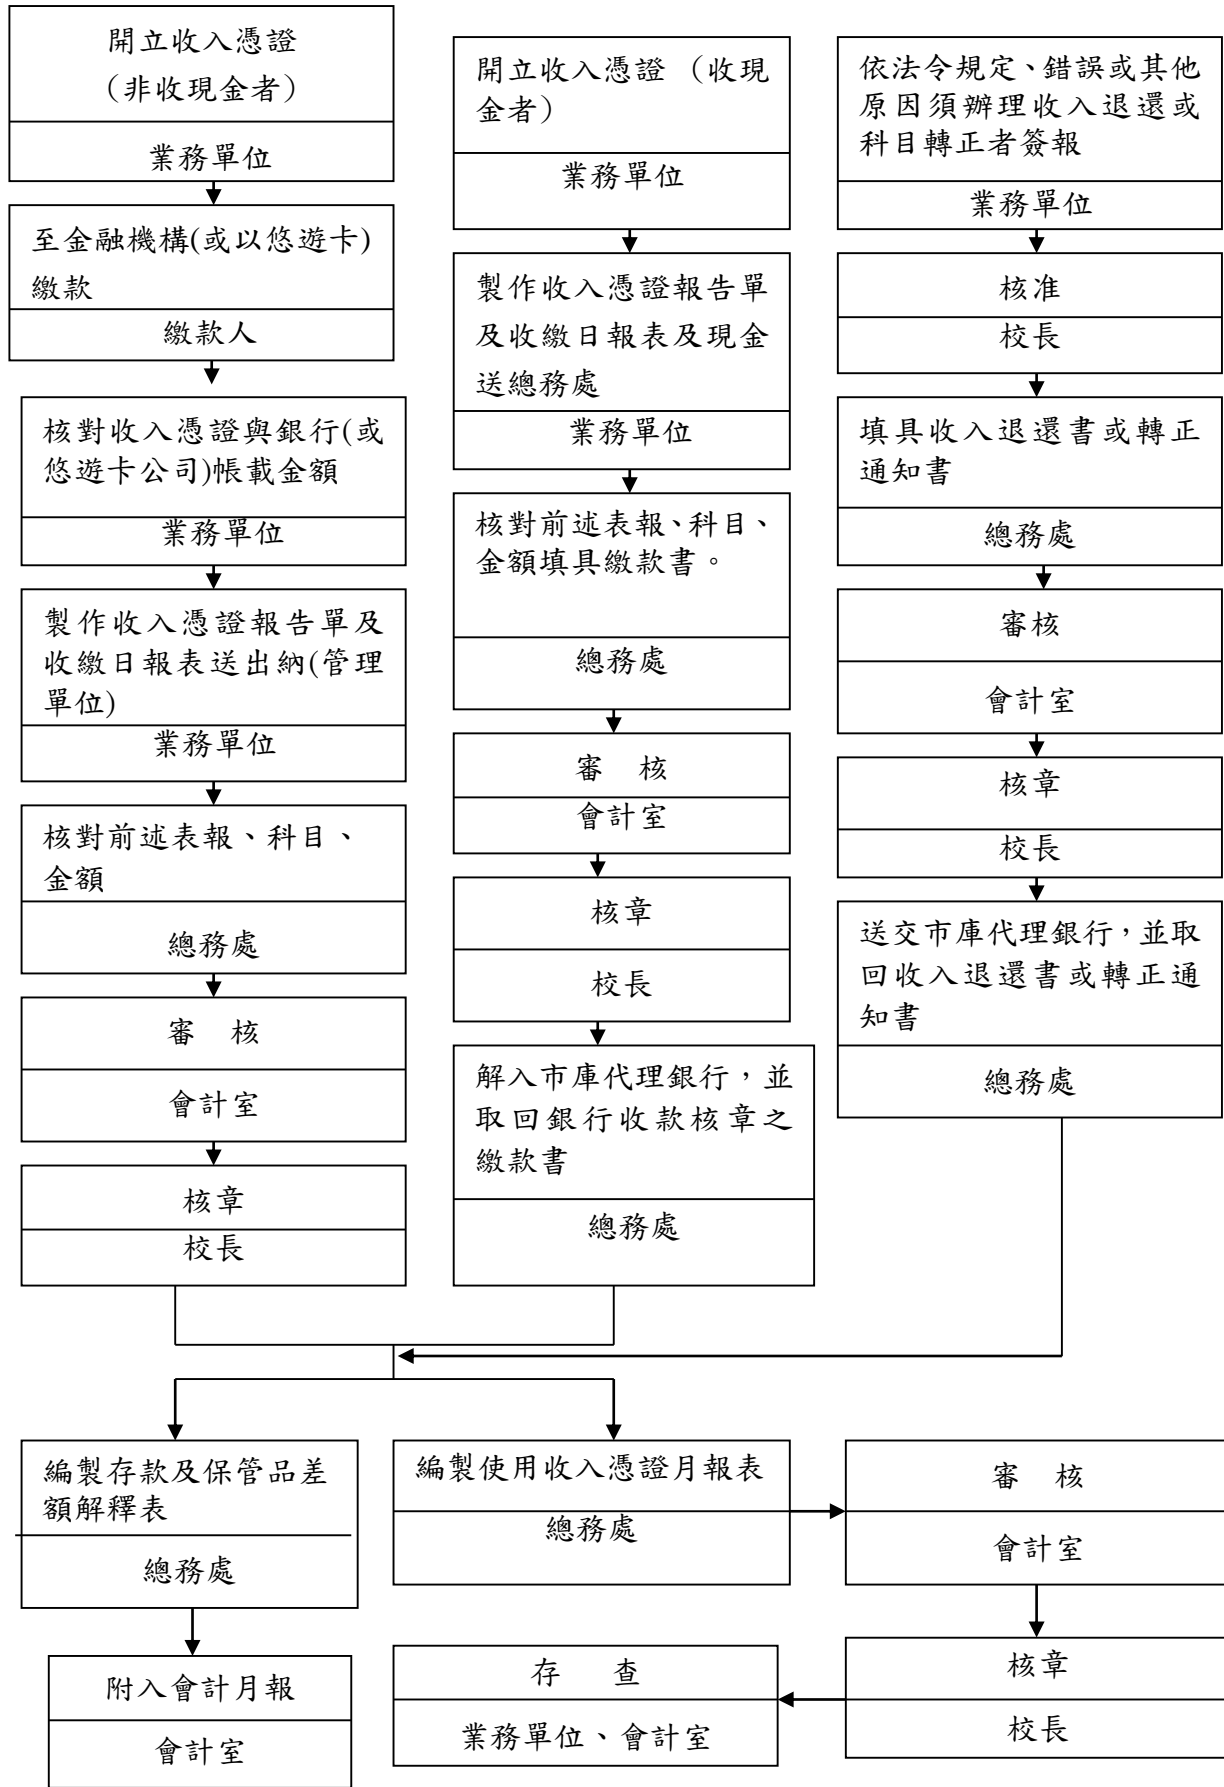 開立收入憑證
（非收現金者）
業務單位
至金融機構(或以悠遊卡)
繳款
繳款人
核對收入憑證與銀行(或
悠遊卡公司)帳載金額
業務單位
製作收入憑證報告單及
收繳日報表送出納(管理
單位)
業務單位
核對前述表報、科目、
金額
總務處
審 核
會計室
核章
校長
開立收入憑證 （收現
金者）
業務單位
製作收入憑證報告單
及收繳日報表及現金
送總務處
業務單位
核對前述表報、科目、
金額填具繳款書。
總務處
審 核
會計室
核章
校長
解入市庫代理銀行，並
取回銀行收款核章之
繳款書
總務處
依法令規定、錯誤或其他
原因須辦理收入退還或
科目轉正者簽報
業務單位
核准
校長
填具收入退還書或轉正
通知書
總務處
審核
會計室
核章
校長
送交市庫代理銀行，並取
回收入退還書或轉正通
知書
總務處
編製存款及保管品差
額解釋表
總務處
附入會計月報
會計室
編製使用收入憑證月報表
總務處
審 核
會計室
核章
校長
存 查
業務單位、會計室